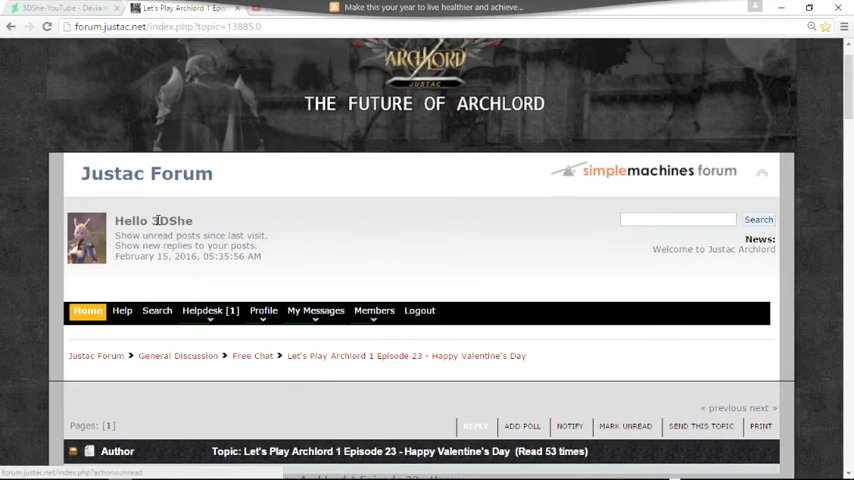 3DShe-YouTube - Deviant
Let's Play Archlord 1 Epis
Make this your year to live healthier and achieve...
forum.justac.net/index.php?topic=13885.0
ARCHLORD
JUSTAC
THE FUTURE OF ARCHLORD
Justac Forum
simplemachines forum
Hello 3DShe
Search
Show unread posts since last visit.
News:
Show new replies to your posts.
Welcome to Justac Archlord
February 15, 2016, 05:35:56 AM
Home Help Search Helpdesk [1] Profile My Messages Members Logout
Justac Forum General Discussion Free Chat Let's Play Archlord 1 Episode 23 - Happy Valentine's Day
« previous next »
Pages: [1]
REPLY ADD POLL NOTIFY MARK UNREAD SEND THIS TOPIC PRINT
Author Topic: Let's Play Archlord 1 Episode 23 - Happy Valentine's Day (Read 53 times)
forum.justac.net/index.php?action=unread